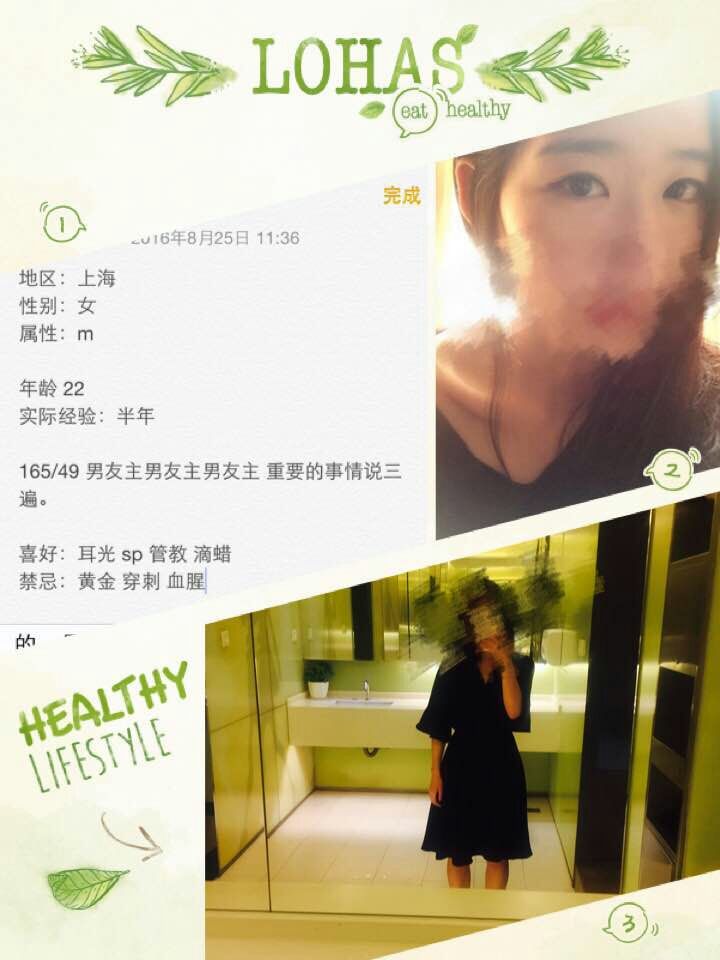 LOHAS
eat healthy
1
完成
2016年8月25日 11:36
地区：上海
性别：女
属性：m
年龄 22
实际经验：半年
165/49 男友主男友主男友主 重要的事情说三
遍。
喜好：耳光 sp 管教 滴蜡
禁忌：黄金 穿刺 血腥
的
2
HEALTHY
LIFESTYLE
3